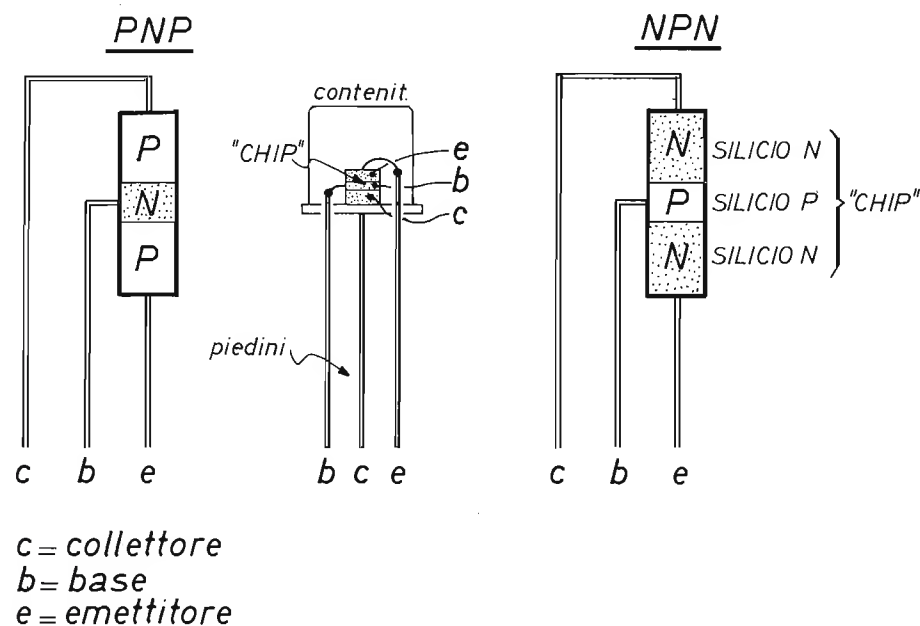 PNP
P
N
P
c b e
contenit.
"CHIP"
e
b
c
piedini
b c e
NPN
N SILICIO N
P SILICIO P
N SILICIO N
"CHIP"
c b e
c = collettore
b = base
e = emettitore